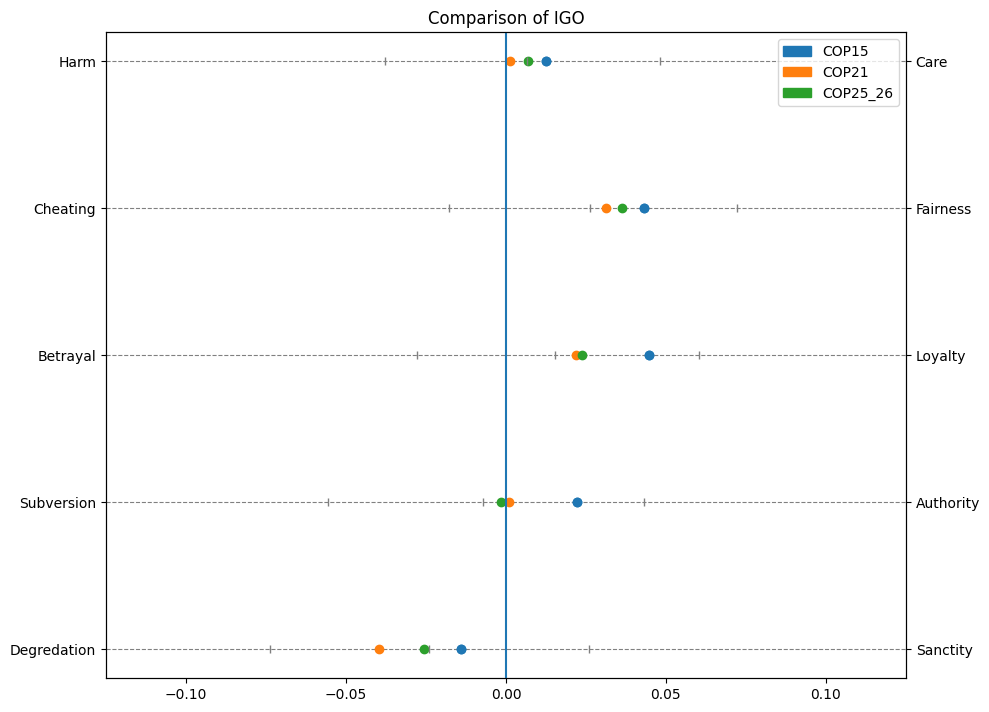 Comparison of IGO
COP15
COP21
COP25_26
Harm
Care
Cheating
Fairness
Betrayal
Loyalty
Subversion
Authority
Degredation
Sanctity
−0.10
−0.05
0.00
0.05
0.10